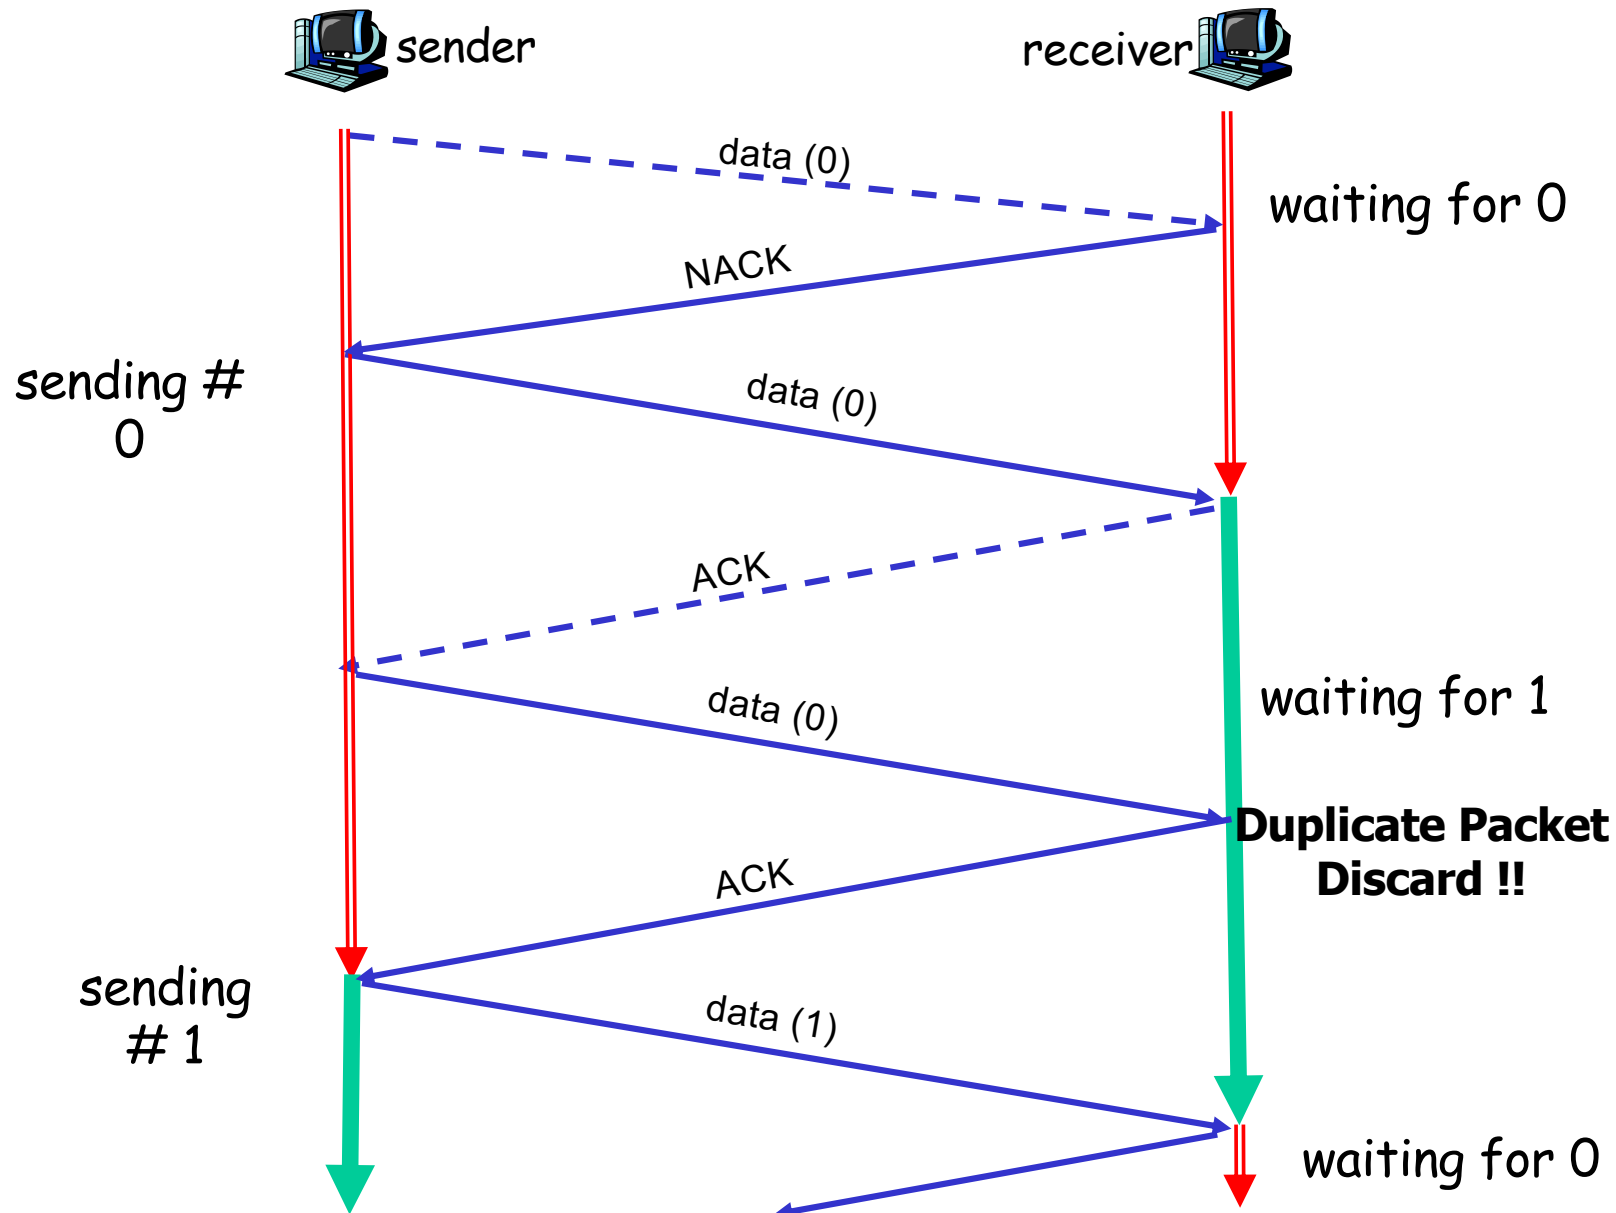 sender
receiver
data (0)
waiting for 0
NACK
sending #
0
data (0)
ACK
data (0)
waiting for 1
Duplicate Packet
Discard !!
ACK
sending
# 1
data (1)
waiting for 0